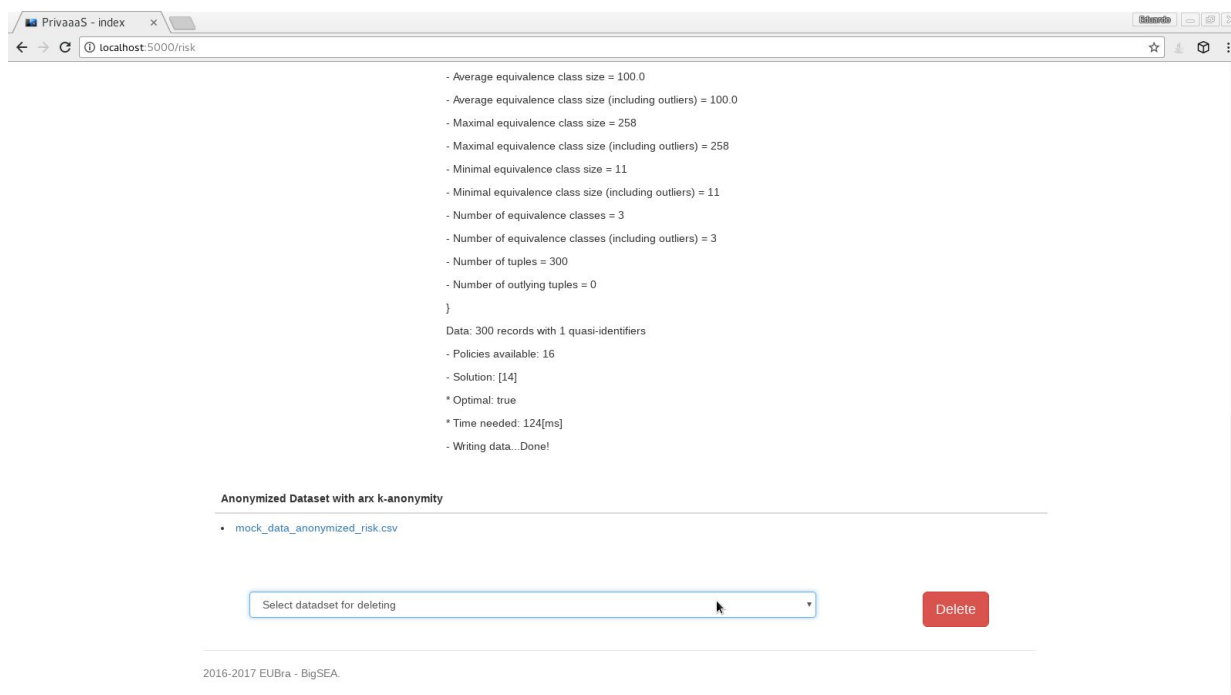 PrivaaaS - index
Eduardo
localhost:5000/risk
- Average equivalence class size = 100.0
- Average equivalence class size (including outliers) = 100.0
- Maximal equivalence class size = 258
- Maximal equivalence class size (including outliers) = 258
- Minimal equivalence class size = 11
- Minimal equivalence class size (including outliers) = 11
- Number of equivalence classes = 3
- Number of equivalence classes (including outliers) = 3
- Number of tuples = 300
- Number of outlying tuples = 0
}
Data: 300 records with 1 quasi-identifiers
- Policies available: 16
- Solution: [14]
* Optimal: true
* Time needed: 124[ms]
- Writing data...Done!
Anonymized Dataset with arx k-anonymity
• mock_data_anonymized_risk.csv
Select datadset for deleting
Delete
2016-2017 EUBra - BigSEA.